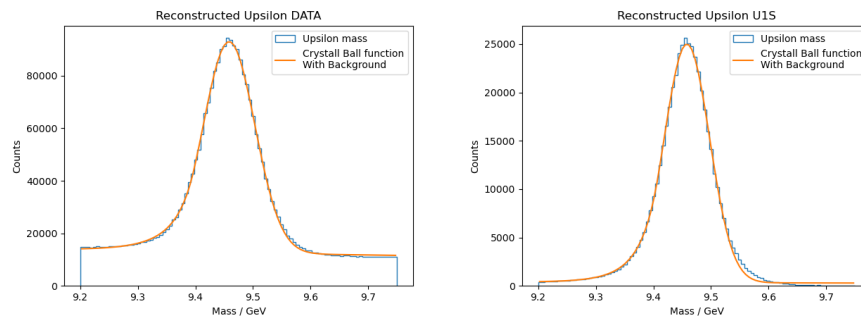 Reconstructed Upsilon DATA
Upsilon mass
Crystall Ball function
With Background
Counts
80000
60000
40000
20000
0
9.2
9.3
9.4
9.5
9.6
9.7
Mass / GeV
Reconstructed Upsilon U1S
Upsilon mass
Crystall Ball function
With Background
Counts
25000
20000
15000
10000
5000
0
9.2
9.3
9.4
9.5
9.6
9.7
Mass / GeV